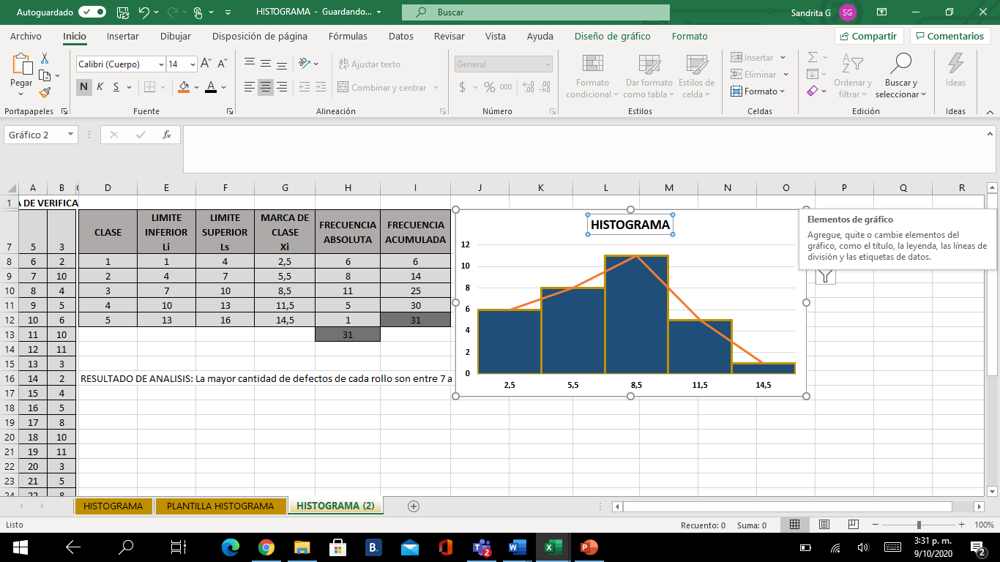 Autoguardado HISTOGRAMA - Guardando... Buscar Sandrita G SG
Archivo Inicio Insertar Dibujar Disposición de página Fórmulas Datos Revisar Vista Ayuda Diseño de gráfico Formato Compartir Comentarios
Pegar
Calibri (Cuerpo) 14 A A
N K S A
ab Ajustar texto
Combinar y centrar
General
$ % 000
Formato condicional
Dar formato como tabla
Estilos de celda
Insertar
Eliminar
Formato
Ordenar y filtrar
Buscar y seleccionar
Ideas
Portapapeles Fuente Alineación Número Estilos Celdas Edición Ideas
Gráfico 2 fx
A B C D E F G H I J K L M N O P Q R
1 A DE VERIFICA
7 5 3
CLASE
LIMITE INFERIOR Li
LIMITE SUPERIOR Ls
MARCA DE CLASE Xi
FRECUENCIA ABSOLUTA
FRECUENCIA ACUMULADA
8 6 2 1 1 4 2,5 6 6
9 7 10 2 4 7 5,5 8 14
10 8 4 3 7 10 8,5 11 25
11 9 5 4 10 13 11,5 5 30
12 10 6 5 13 16 14,5 1 31
13 11 10 31
14 12 11
15 13 3
16 14 2 RESULTADO DE ANALISIS: La mayor cantidad de defectos de cada rollo son entre 7 a
17 15 4
18 16 5
19 17 8
20 18 10
21 19 11
22 20 3
23 21 5
24 22 8
HISTOGRAMA
12
10
8
6
4
2
0
2,5 5,5 8,5 11,5 14,5
Elementos de gráfico
Agregue, quite o cambie elementos del
gráfico, como el título, la leyenda, las líneas de
división y las etiquetas de datos.
HISTOGRAMA PLANTILLA HISTOGRAMA HISTOGRAMA (2)
Listo Recuento: 0 Suma: 0 100%
B. 2 W X P
3:31 p. m.
9/10/2020
2